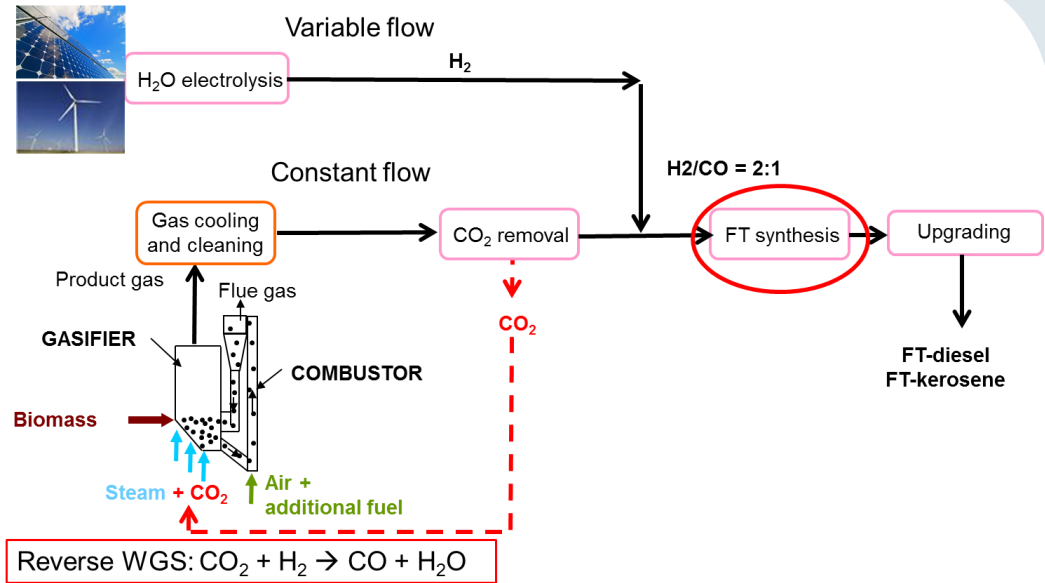 Variable flow
H₂
H₂O electrolysis
Constant flow
H2/CO = 2:1
Gas cooling
and cleaning
CO₂ removal
FT synthesis
Upgrading
Product gas
Flue gas
CO₂
GASIFIER
COMBUSTOR
FT-diesel
FT-kerosene
Biomass
Steam + CO₂
Air +
additional fuel
Reverse WGS: CO₂ + H₂ → CO + H₂O